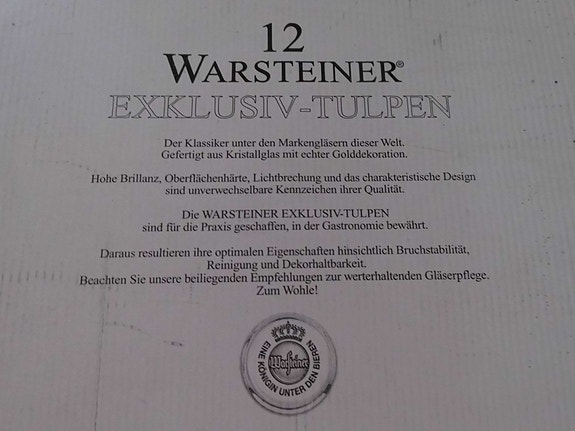 12
WARSTEINER®
EXKLUSIV-TULPEN
Der Klassiker unter den Markengläsern dieser Welt.
Gefertigt aus Kristallglas mit echter Golddekoration.
Hohe Brillanz, Oberflächenhärte, Lichtbrechung und das charakteristische Design
sind unverwechselbare Kennzeichen ihrer Qualität.
Die WARSTEINER EXKLUSIV-TULPEN
sind für die Praxis geschaffen, in der Gastronomie bewährt.
Daraus resultieren ihre optimalen Eigenschaften hinsichtlich Bruchstabilität,
Reinigung und Dekorhaltbarkeit.
Beachten Sie unsere beiliegenden Empfehlungen zur werterhaltenden Gläserpflege.
Zum Wohle!
Warsteiner
EINE KÖNIGIN UNTER DEN BIEREN